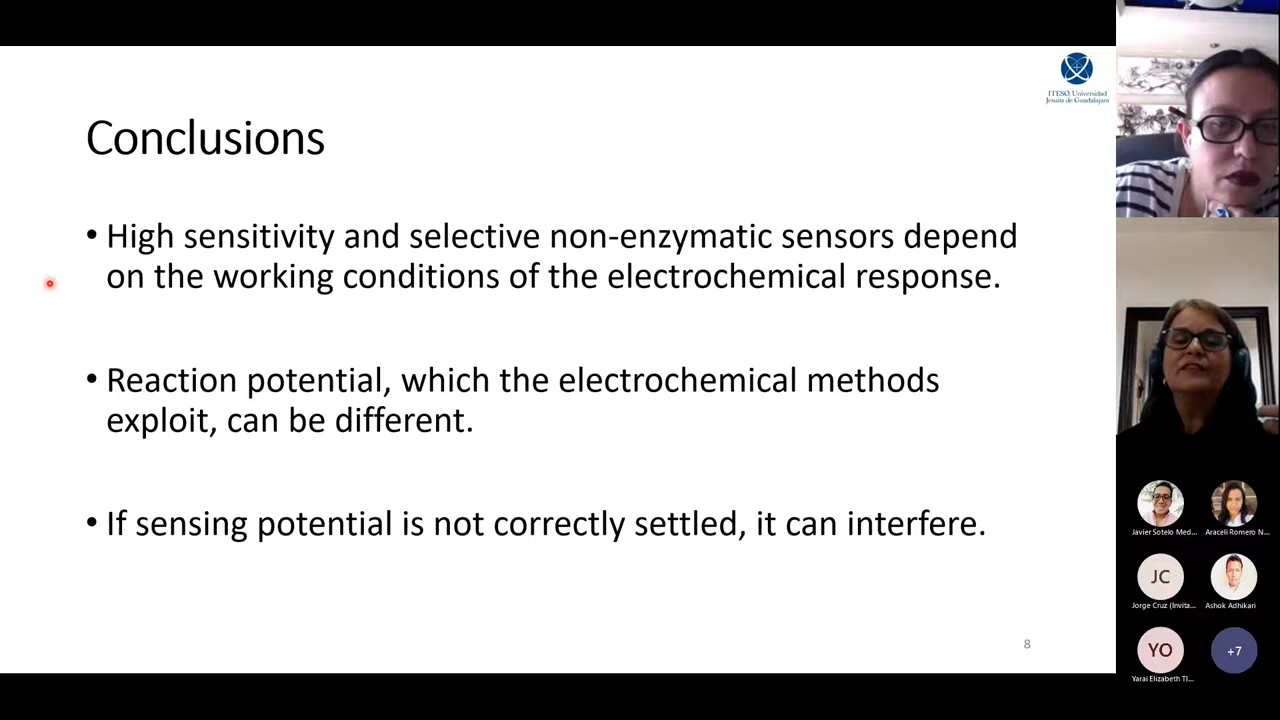 ITESO, Universidad
Jesuita de Guadalajara
Conclusions
• High sensitivity and selective non-enzymatic sensors depend
on the working conditions of the electrochemical response.
• Reaction potential, which the electrochemical methods
exploit, can be different.
• If sensing potential is not correctly settled, it can interfere.
8
Javier Sotelo Med...
Araceli Romero N...
JC
Jorge Cruz (Invita...
Ashok Adhikari
YO
+7
Yarai Elizabeth Tl...